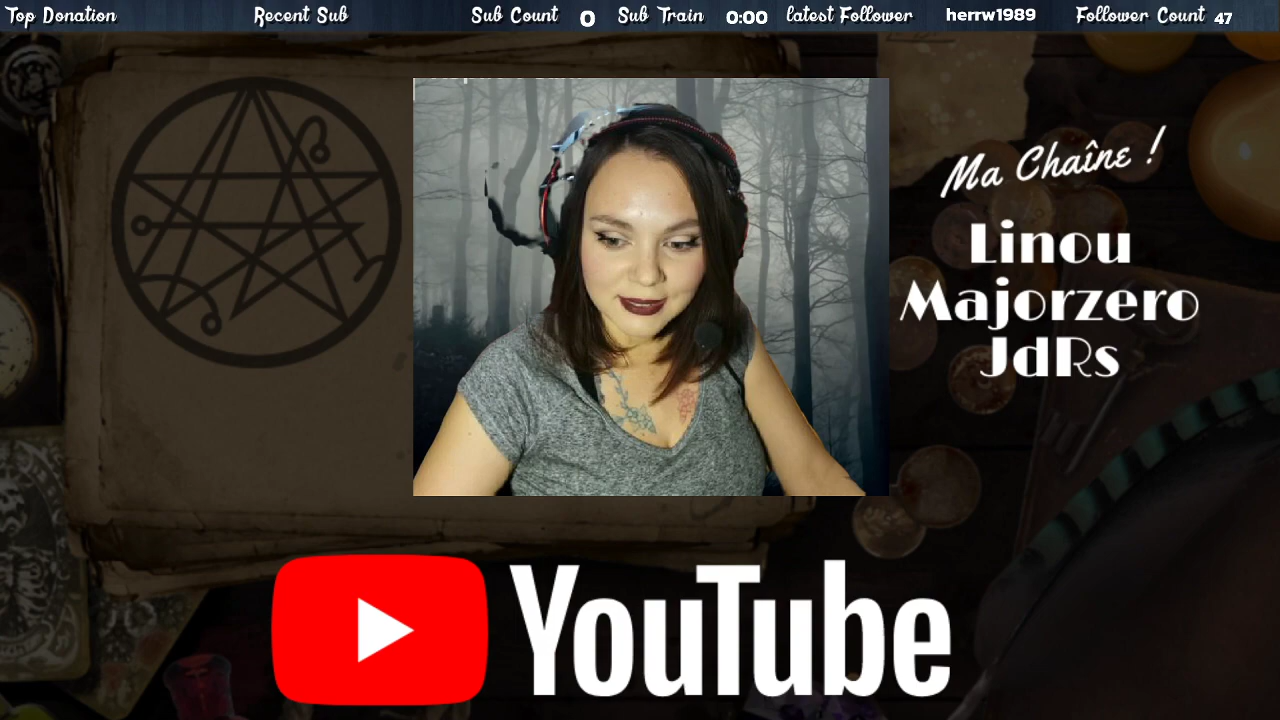 Top Donation Recent Sub Sub Count 0 Sub Train 0:00 latest Follower herrw1989 Follower Count 47
Ma Chaîne !
Linou
Majorzero
JdRs
YouTube